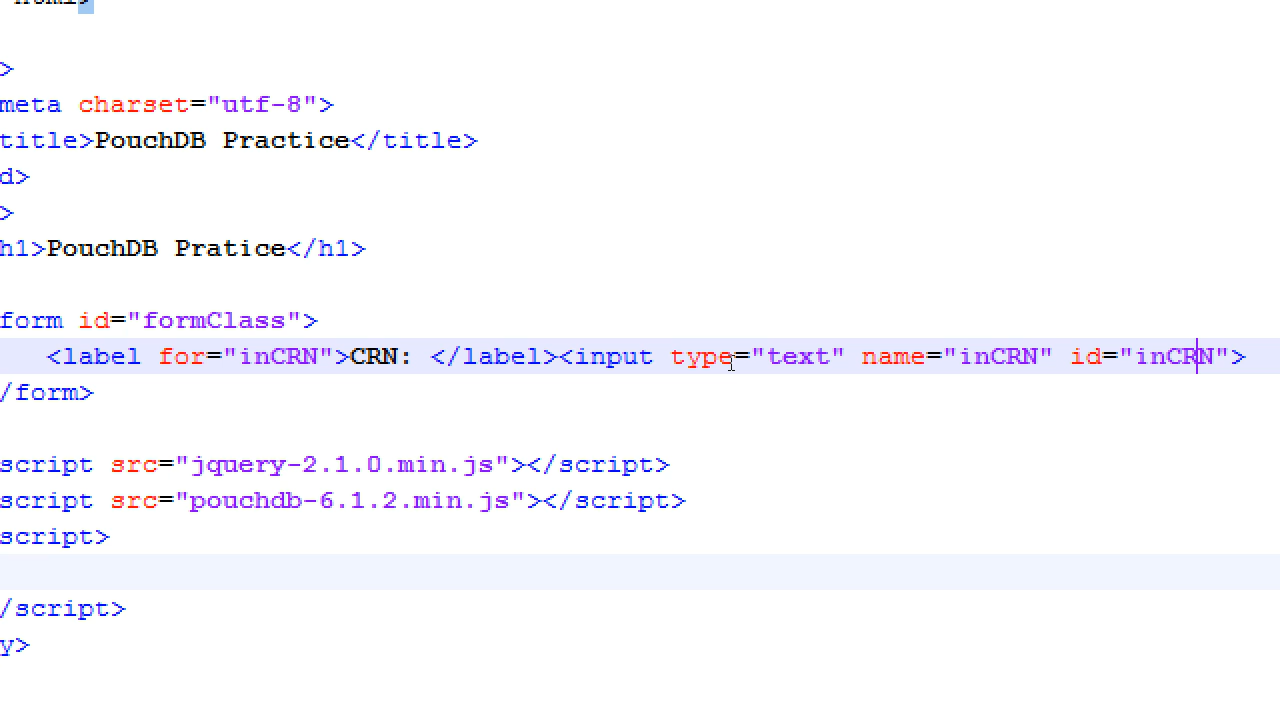 >
meta charset="utf-8">
title>PouchDB Practice</title>
d>
>
h1>PouchDB Pratice</h1>
form id="formClass">
<label for="inCRN">CRN: </label><input type="text" name="inCRN" id="inCRN">
/form>
script src="jquery-2.1.0.min.js"></script>
script src="pouchdb-6.1.2.min.js"></script>
script>
/script>
y>